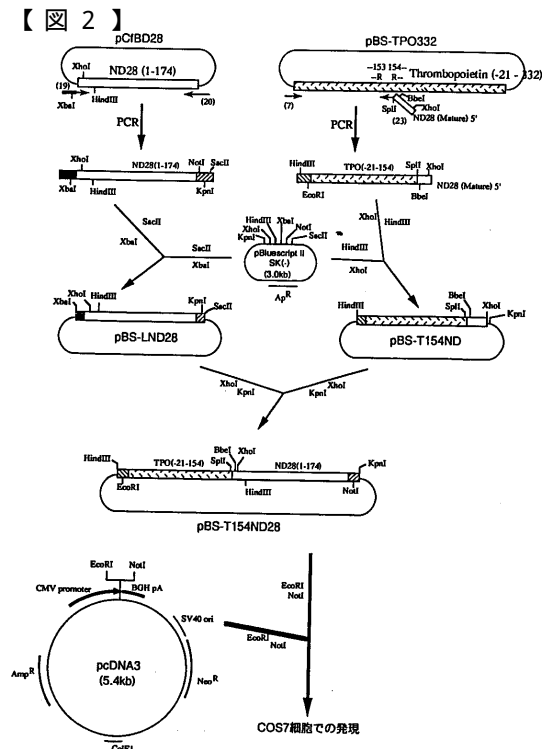 【図２】
pCfBD28
pBS-TPO332
XhoI
ND28 (1-174)
(19)
XbaI
HindIII
(20)
--153 154--
--R R--
Thrombopoietin (-21 - 332)
(7)
SplI
BbeI
XhoI
(23)
ND28 (Mature) 5'
PCR
PCR
XhoI
ND28(1-174)
NotI
SacII
XbaI
HindIII
KpnI
HindIII
TPO(-21-154)
SplI
XhoI
EcoRI
BbeI
ND28 (Mature) 5'
SacII
XbaI
SacII
XbaI
HindIII
XbaI
XhoI
NotI
KpnI
SacII
pBluescript II
SK(-)
(3.0kb)
ApR
XhoI
HindIII
HindIII
XhoI
XhoI
HindIII
XbaI
KpnI
SacII
pBS-LND28
HindIII
BbeI
SplI
XhoI
KpnI
pBS-T154ND
XhoI
KpnI
XhoI
KpnI
HindIII
TPO(-21-154)
BbeI
XhoI
SplI
ND28(1-174)
KpnI
EcoRI
HindIII
NotI
pBS-T154ND28
EcoRI
NotI
CMV promoter
BGH pA
SV40 ori
pcDNA3
(5.4kb)
AmpR
NeoR
ColE1
EcoRI
NotI
EcoRI
NotI
COS7細胞での発現